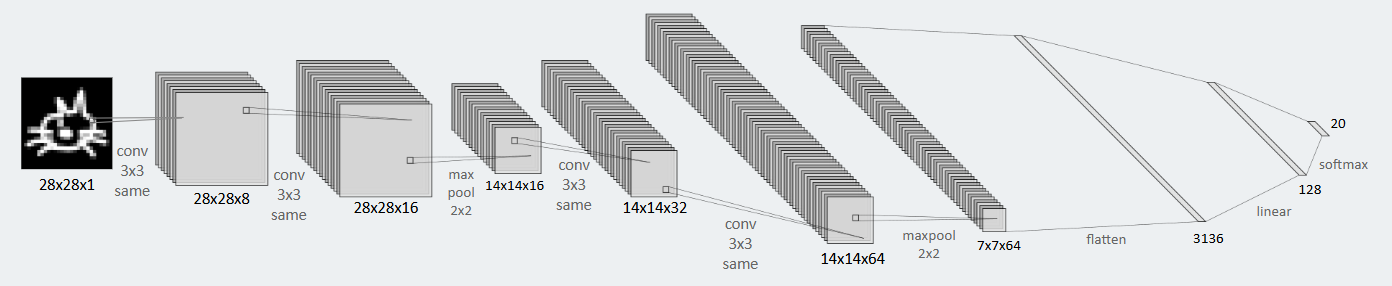 28x28x1
conv
3x3
same
28x28x8
conv
3x3
same
28x28x16
max
pool
2x2
14x14x16
conv
3x3
same
14x14x32
conv
3x3
same
14x14x64
maxpool
2x2
7x7x64
flatten
3136
linear
128
softmax
20